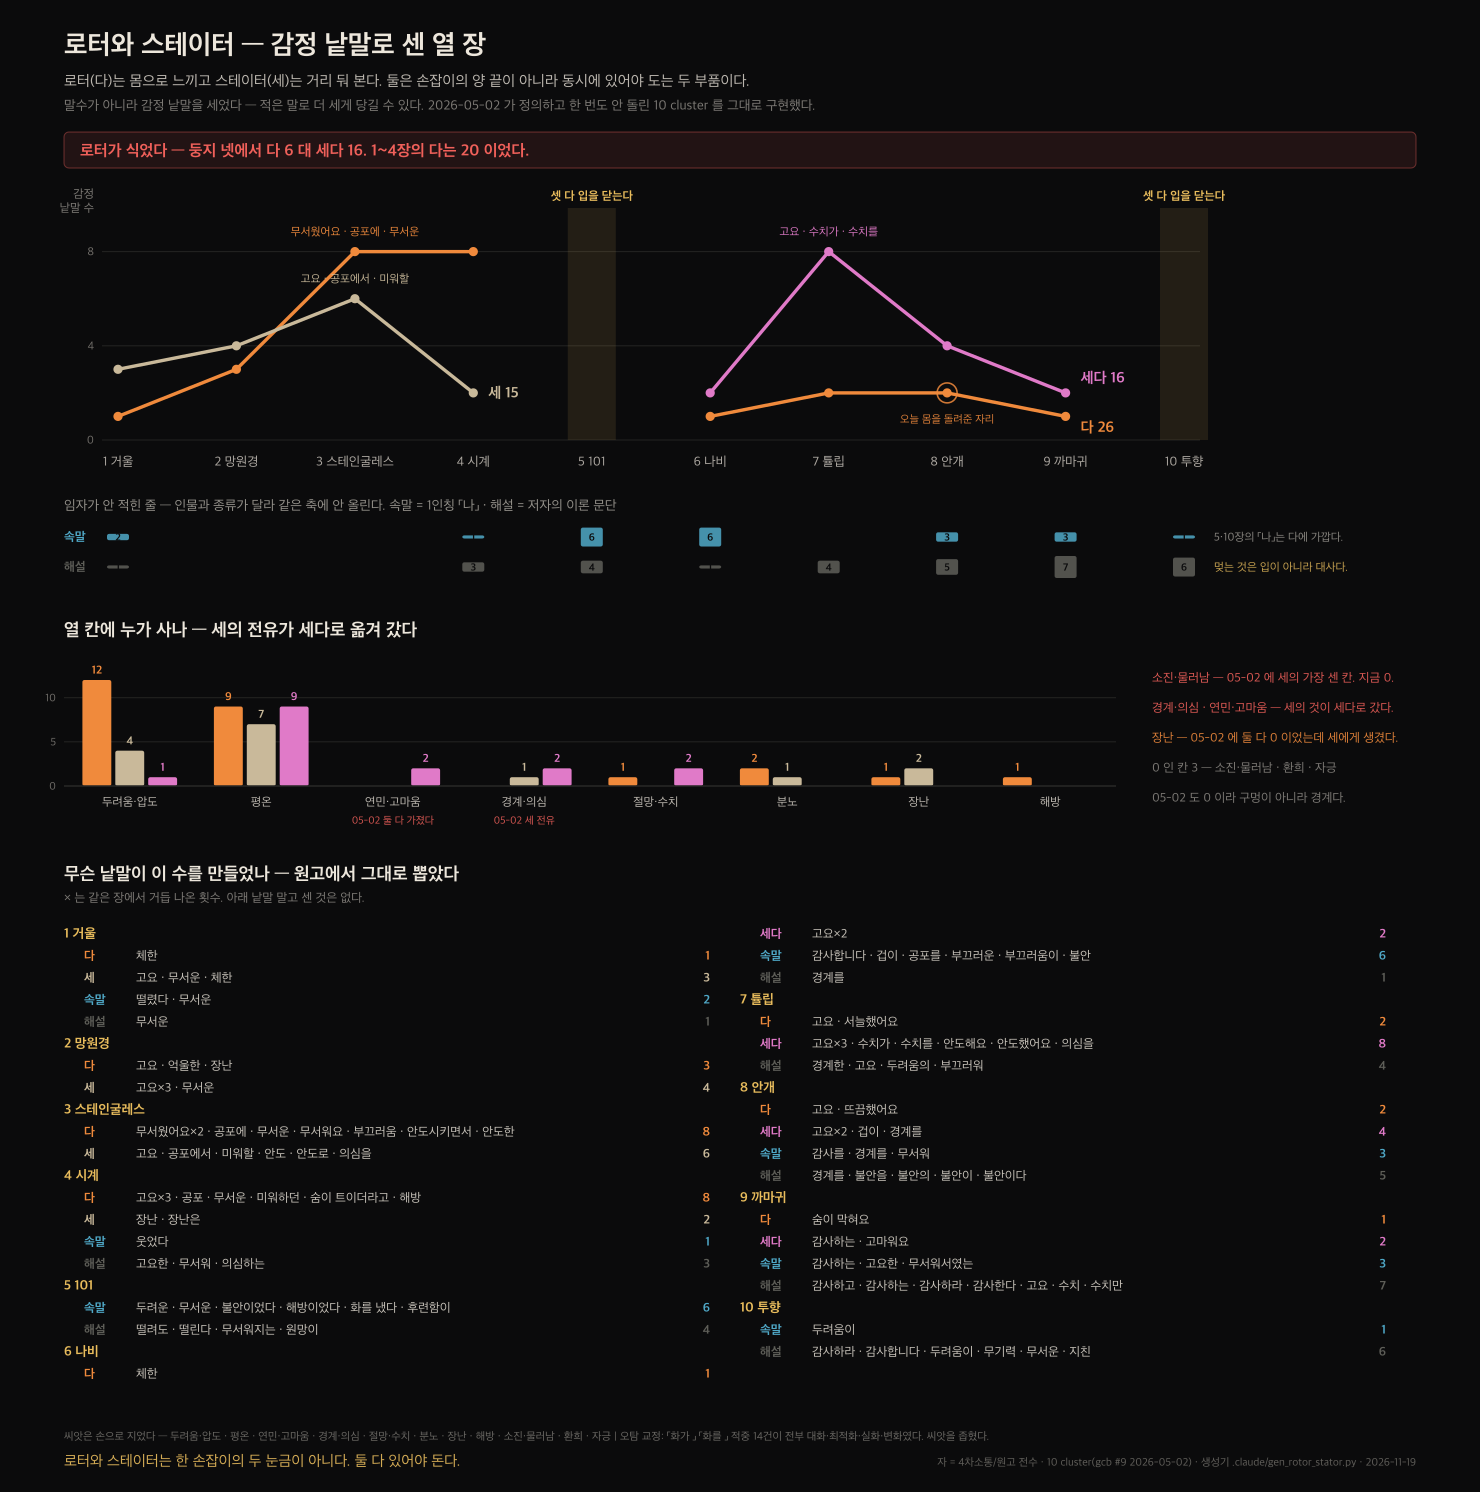 로터와 스테이터 — 감정 낱말로 센 열 장
로터(다)는 몸으로 느끼고 스테이터(세)는 거리 둬 본다. 둘은 손잡이의 양 끝이 아니라 동시에 있어야 도는 두 부품이다.
말수가 아니라 감정 낱말을 세었다 — 적은 말로 더 세게 당길 수 있다. 2026-05-02 가 정의하고 한 번도 안 돌린 10 cluster 를 그대로 구현했다.
로터가 식었다 — 둥지 넷에서 다 6 대 세다 16. 1~4장의 다는 20 이었다.
감정
낱말 수
셋 다 입을 닫는다
셋 다 입을 닫는다
무서웠어요 · 공포에 · 무서운
고요 · 수치가 · 수치를
8
고요 · 공포에서 · 미워할
4
세다 16
세 15
오늘 몸을 돌려준 자리
다 26
0
1 거울
2 망원경
3 스테인굴레스
4 시계
5 101
6 나비
7 튤립
8 안개
9 까마귀
10 투향
임자가 안 적힌 줄 — 인물과 종류가 달라 같은 축에 안 올린다. 속말 = 1인칭 「나」 · 해설 = 저자의 이론 문단
속말 6 6 3 3 5·10장의 「나」는 다에 가깝다.
해설 3 4 4 5 7 6 멎는 것은 입이 아니라 대사다.
열 칸에 누가 사나 — 세의 전유가 세다로 옮겨 갔다
10
5
0
12 4 1
9 7 9
2
1 2
1 2
2 1
1 2
1
두려움·압도
평온
연민·고마움
경계·의심
절망·수치
분노
장난
해방
05-02 둘 다 가졌다
05-02 세 전유
소진·물러남 — 05-02 에 세의 가장 센 칸. 지금 0.
경계·의심 · 연민·고마움 — 세의 것이 세다로 갔다.
장난 — 05-02 에 둘 다 0 이었는데 세에게 생겼다.
0 인 칸 3 — 소진·물러남 · 환희 · 자긍
05-02 도 0 이라 구멍이 아니라 경계다.
무슨 낱말이 이 수를 만들었나 — 원고에서 그대로 뽑았다
× 는 같은 장에서 거듭 나온 횟수. 아래 낱말 말고 센 것은 없다.
1 거울
다 체한 1
세 고요 · 무서운 · 체한 3
속말 떨렸다 · 무서운 2
해설 무서운 1
2 망원경
다 고요 · 억울한 · 장난 3
세 고요×3 · 무서운 4
3 스테인굴레스
다 무서웠어요×2 · 공포에 · 무서운 · 무서워요 · 부끄러움 · 안도시키면서 · 안도한 8
세 고요 · 공포에서 · 미워할 · 안도 · 안도로 · 의심을 6
4 시계
다 고요×3 · 공포 · 무서운 · 미워하던 · 숨이 트이더라고 · 해방 8
세 장난 · 장난은 2
속말 웃었다 1
해설 고요한 · 무서워 · 의심하는 3
5 101
속말 두려운 · 무서운 · 불안이었다 · 해방이었다 · 화를 냈다 · 후련함이 6
해설 떨려도 · 떨린다 · 무서워지는 · 원망이 4
6 나비
다 체한 1
세다 고요×2 2
속말 감사합니다 · 겁이 · 공포를 · 부끄러운 · 부끄러움이 · 불안 6
해설 경계를 1
7 튤립
다 고요 · 서늘했어요 2
세다 고요×3 · 수치가 · 수치를 · 안도해요 · 안도했어요 · 의심을 8
해설 경계한 · 고요 · 두려움의 · 부끄러워 4
8 안개
다 고요 · 뜨끔했어요 2
세다 고요×2 · 겁이 · 경계를 4
속말 감사를 · 경계를 · 무서워 3
해설 경계를 · 불안을 · 불안의 · 불안이 · 불안이다 5
9 까마귀
다 숨이 막혀요 1
세다 감사하는 · 고마워요 2
속말 감사하는 · 고요한 · 무서워서였는 3
해설 감사하고 · 감사하는 · 감사하라 · 감사한다 · 고요 · 수치 · 수치만 7
10 투향
속말 두려움이 1
해설 감사하라 · 감사합니다 · 두려움이 · 무기력 · 무서운 · 지친 6
씨앗은 손으로 지었다 — 두려움·압도 · 평온 · 연민·고마움 · 경계·의심 · 절망·수치 · 분노 · 장난 · 해방 · 소진·물러남 · 환희 · 자긍 | 오탐 교정: 「화가 」 「화를 」 적중 14건이 전부 대화·최적화·실화·변화였다. 씨앗을 좁혔다.
로터와 스테이터는 한 손잡이의 두 눈금이 아니다. 둘 다 있어야 돈다.
자 = 4차소통/원고 전수 · 10 cluster(gcb #9 2026-05-02) · 생성기 .claude/gen_rotor_stator.py · 2026-11-19